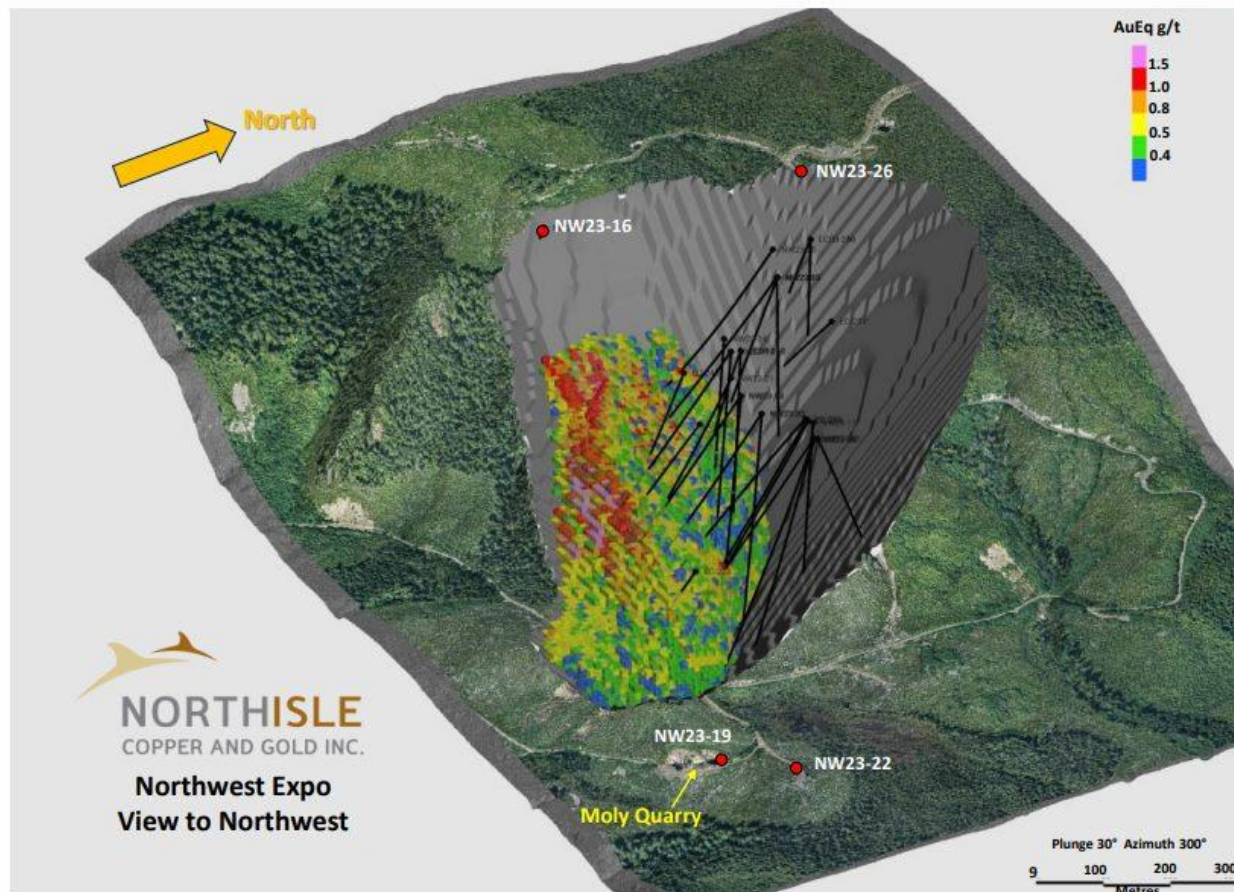 AuEq g/t
1.5
1.0
0.8
0.5
0.4
North
NW23-26
NW23-16
NORTHISLE
COPPER AND GOLD INC.
Northwest Expo
View to Northwest
NW23-19
NW23-22
Moly Quarry
Plunge 30° Azimuth 300°
9 100 200 300
Metres